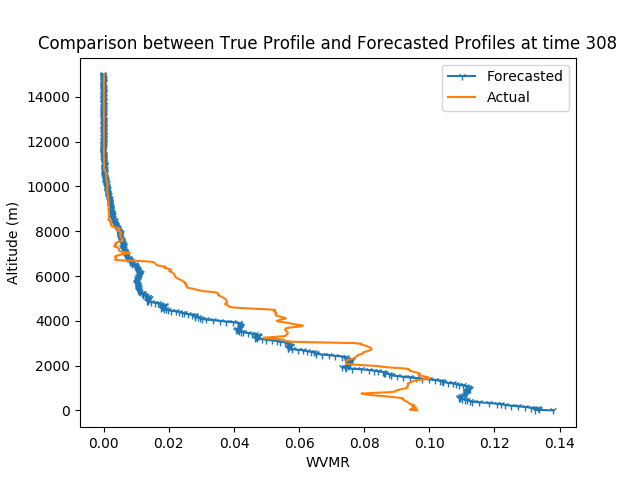 Comparison between True Profile and Forecasted Profiles at time 308
Forecasted
Actual
14000
12000
10000
8000
6000
4000
2000
0
Altitude (m)
0.00 0.02 0.04 0.06 0.08 0.10 0.12 0.14
WVMR